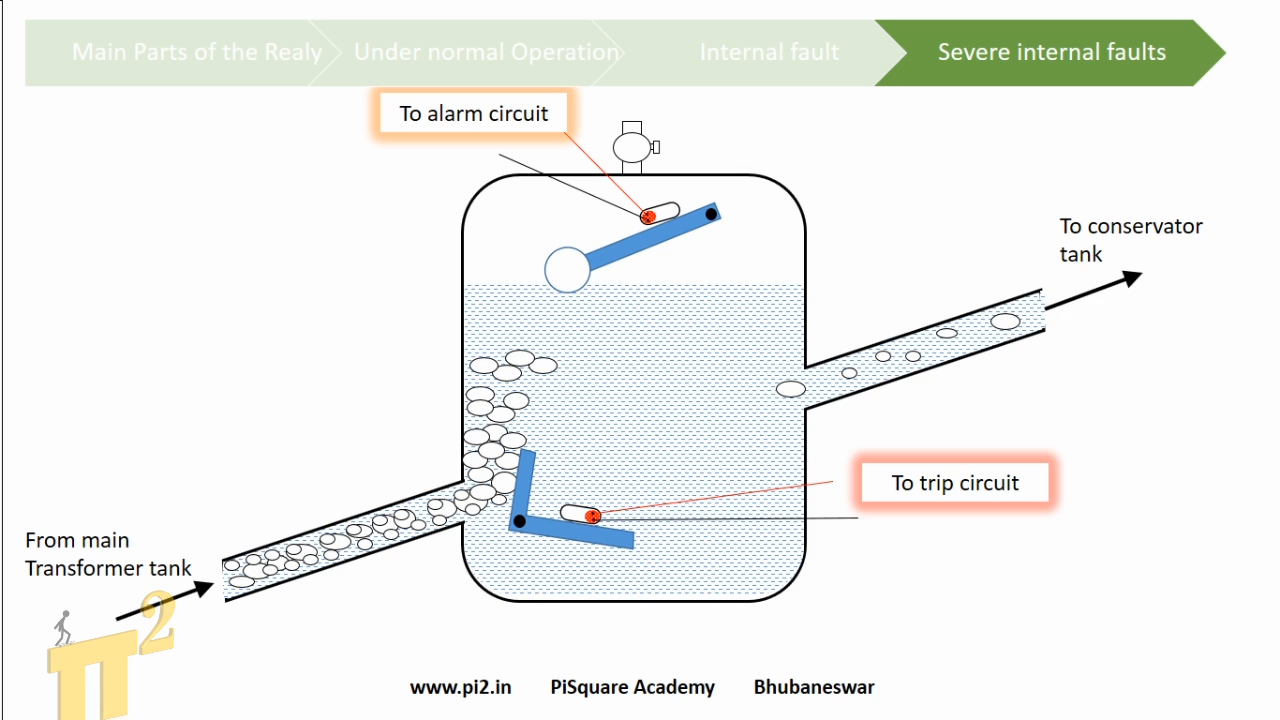 Main Parts of the Realy
Under normal Operation
Internal fault
Severe internal faults
To alarm circuit
To conservator
tank
To trip circuit
From main
Transformer tank
π2
www.pi2.in PiSquare Academy Bhubaneswar